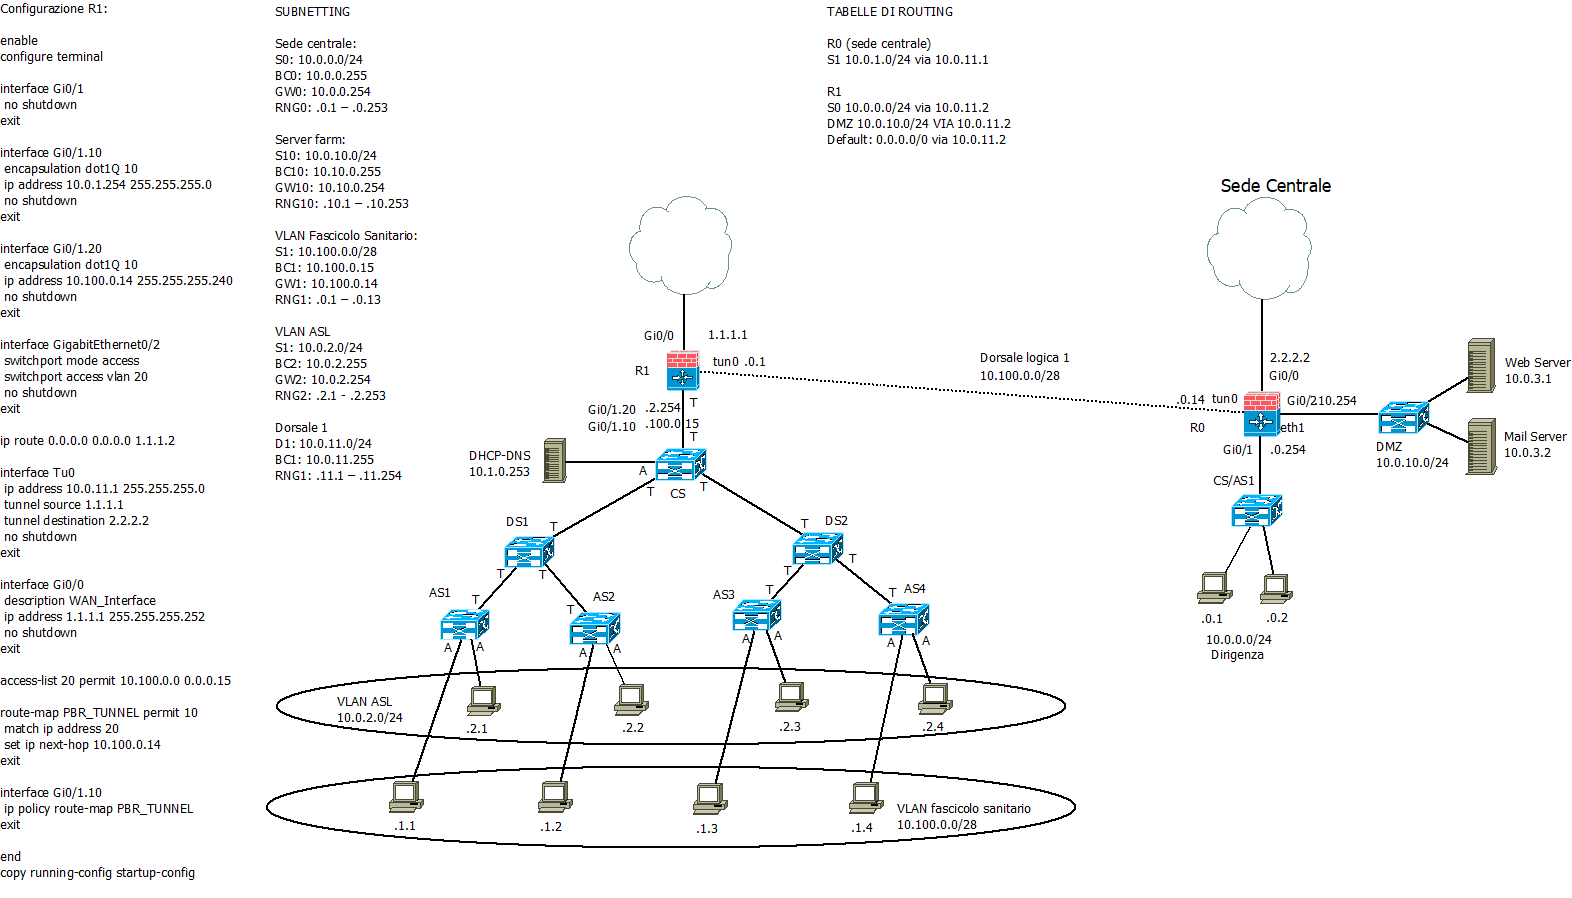 Configurazione R1:
enable
configure terminal
interface Gi0/1
no shutdown
exit
interface Gi0/1.10
encapsulation dot1Q 10
ip address 10.0.1.254 255.255.255.0
no shutdown
exit
interface Gi0/1.20
encapsulation dot1Q 10
ip address 10.100.0.14 255.255.255.240
no shutdown
exit
interface GigabitEthernet0/2
switchport mode access
switchport access vlan 20
no shutdown
exit
ip route 0.0.0.0 0.0.0.0 1.1.1.2
interface Tu0
ip address 10.0.11.1 255.255.255.0
tunnel source 1.1.1.1
tunnel destination 2.2.2.2
no shutdown
exit
interface Gi0/0
description WAN_Interface
ip address 1.1.1.1 255.255.255.252
no shutdown
exit
access-list 20 permit 10.100.0.0 0.0.0.15
route-map PBR_TUNNEL permit 10
match ip address 20
set ip next-hop 10.100.0.14
exit
interface Gi0/1.10
ip policy route-map PBR_TUNNEL
exit
end
copy running-config startup-config
SUBNETTING
Sede centrale:
S0: 10.0.0.0/24
BC0: 10.0.0.255
GW0: 10.0.0.254
RNG0: .0.1 – .0.253
Server farm:
S10: 10.0.10.0/24
BC10: 10.10.0.255
GW10: 10.10.0.254
RNG10: .10.1 – .10.253
VLAN Fascicolo Sanitario:
S1: 10.100.0.0/28
BC1: 10.100.0.15
GW1: 10.100.0.14
RNG1: .0.1 – .0.13
VLAN ASL
S1: 10.0.2.0/24
BC2: 10.0.2.255
GW2: 10.0.2.254
RNG2: .2.1 - .2.253
Dorsale 1
D1: 10.0.11.0/24
BC1: 10.0.11.255
RNG1: .11.1 – .11.254
TABELLE DI ROUTING
R0 (sede centrale)
S1 10.0.1.0/24 via 10.0.11.1
R1
S0 10.0.0.0/24 via 10.0.11.2
DMZ 10.0.10.0/24 VIA 10.0.11.2
Default: 0.0.0.0/0 via 10.0.11.2
Sede Centrale
Gi0/0
1.1.1.1
R1
tun0 .0.1
T
Gi0/1.20
.2.254
Gi0/1.10
.100.0.15
T
Dorsale logica 1
10.100.0.0/28
2.2.2.2
Gi0/0
.0.14
tun0
R0
Gi0/2
10.254
eth1
Gi0/1
.0.254
Web Server
10.0.3.1
Mail Server
10.0.3.2
DMZ
10.0.10.0/24
CS/AS1
.0.1
.0.2
10.0.0.0/24
Dirigenza
DHCP-DNS
10.1.0.253
A
T
CS
T
DS1
T
T
T
DS2
T
T
T
AS1
T
A
A
AS2
T
A
A
AS3
T
A
A
AS4
T
A
A
VLAN ASL
10.0.2.0/24
.2.1
.2.2
.2.3
.2.4
.1.1
.1.2
.1.3
.1.4
VLAN fascicolo sanitario
10.100.0.0/28